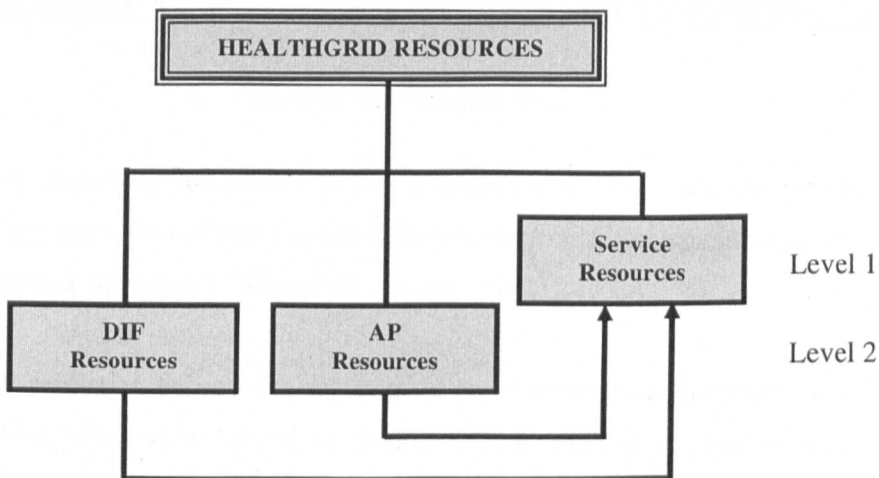 HEALTHGRID RESOURCES
Service
Resources
Level 1
DIF
Resources
AP
Resources
Level 2